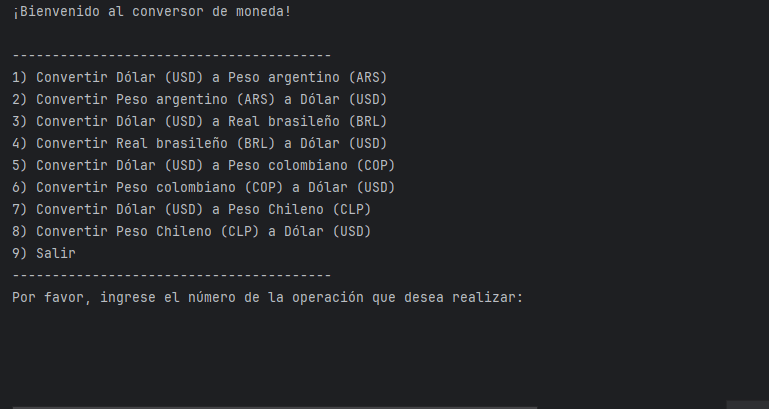 ¡Bienvenido al conversor de moneda!
----------------------------------------
1) Convertir Dólar (USD) a Peso argentino (ARS)
2) Convertir Peso argentino (ARS) a Dólar (USD)
3) Convertir Dólar (USD) a Real brasileño (BRL)
4) Convertir Real brasileño (BRL) a Dólar (USD)
5) Convertir Dólar (USD) a Peso colombiano (COP)
6) Convertir Peso colombiano (COP) a Dólar (USD)
7) Convertir Dólar (USD) a Peso Chileno (CLP)
8) Convertir Peso Chileno (CLP) a Dólar (USD)
9) Salir
----------------------------------------
Por favor, ingrese el número de la operación que desea realizar: